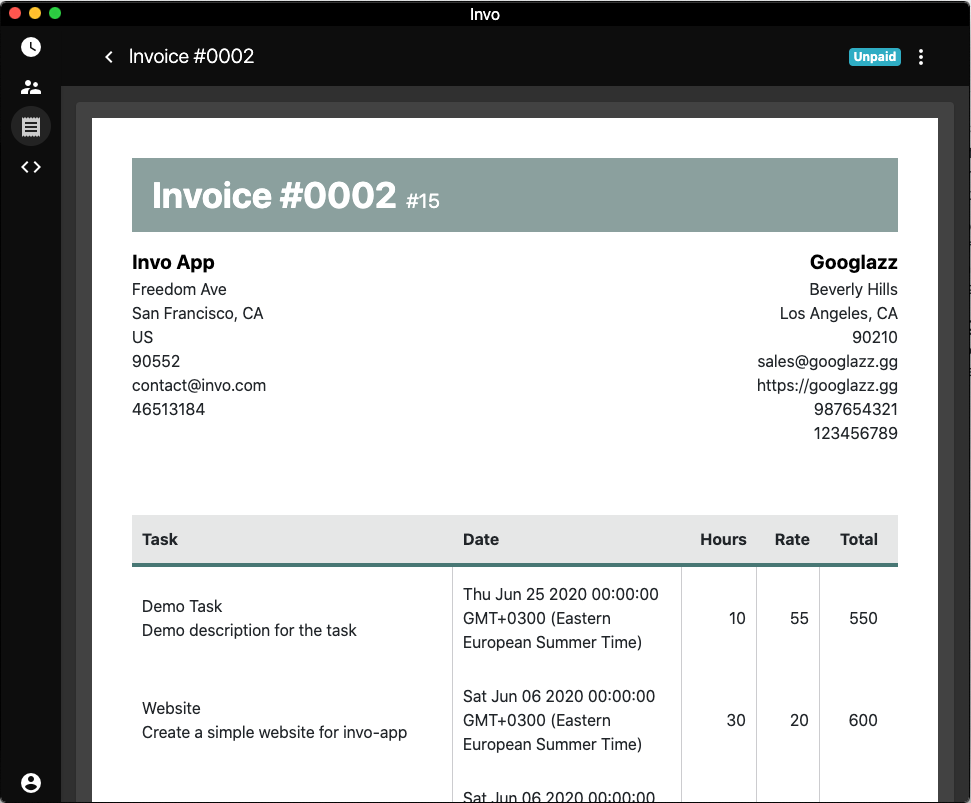 Invo
Invoice #0002
Unpaid
Invoice #0002 #15
Invo App
Freedom Ave
San Francisco, CA
US
90552
contact@invo.com
46513184
Googlazz
Beverly Hills
Los Angeles, CA
90210
sales@googlazz.gg
https://googlazz.gg
987654321
123456789
Task Date Hours Rate Total
Demo Task
Demo description for the task
Thu Jun 25 2020 00:00:00
GMT+0300 (Eastern
European Summer Time)
10 55 550
Website
Create a simple website for invo-app
Sat Jun 06 2020 00:00:00
GMT+0300 (Eastern
European Summer Time)
30 20 600
Sat Jun 06 2020 00:00:00